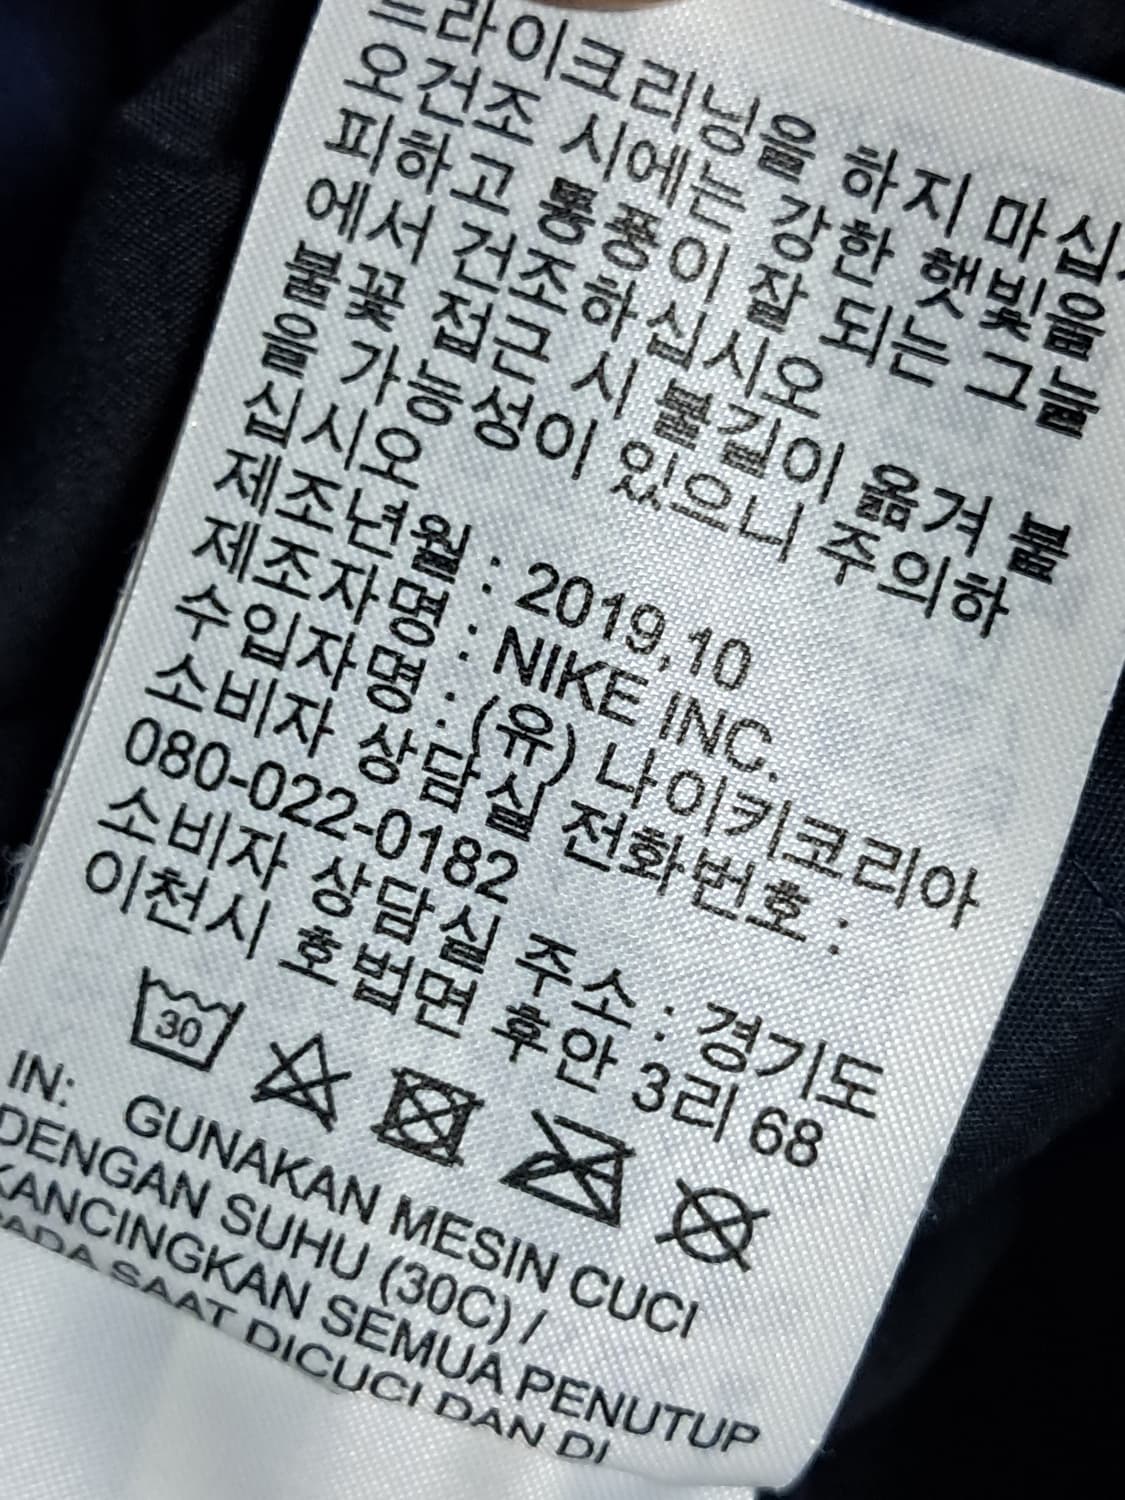 드라이크리닝을 하지 마십시
오건조 시에는 강한 햇빛을
피하고 통풍이 잘 되는 그늘
에서 건조하십시오
불꽃 접근 시 불길이 옮겨 붙
을 가능성이 있으니 주의하
십시오
제조년월 : 2019,10
제조자명 : NIKE INC.
수입자명 : (유) 나이키코리아
소비자 상담실 전화번호 :
080-022-0182
소비자 상담실 주소 : 경기도
이천시 호법면 후안 3리 68
30
IN: GUNAKAN MESIN CUCI
DENGAN SUHU (30C) /
KANCINGKAN SEMUA PENUTUP
PADA SAAT DICUCI DAN DI